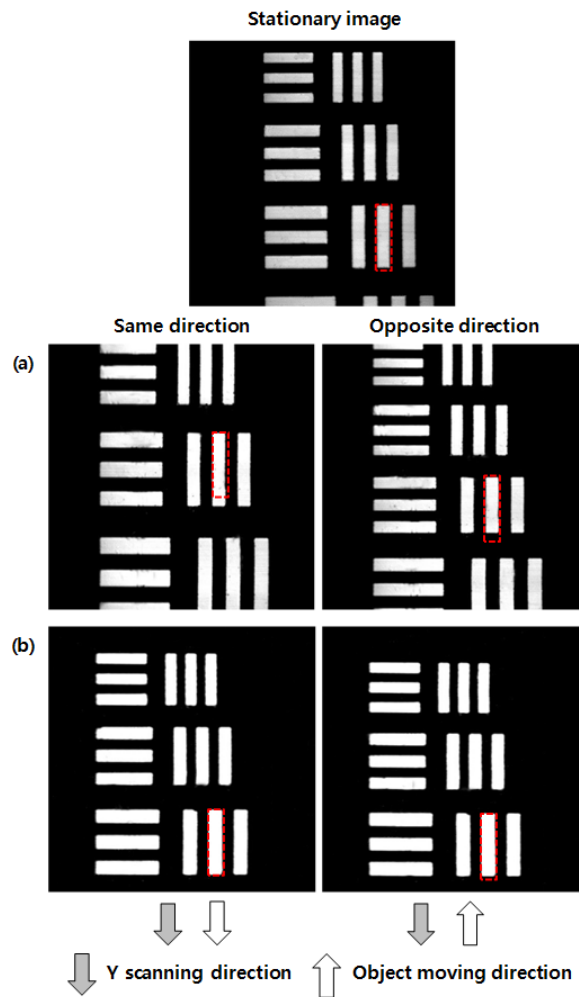 Stationary image
Same direction
Opposite direction
(a)
(b)
Y scanning direction
Object moving direction